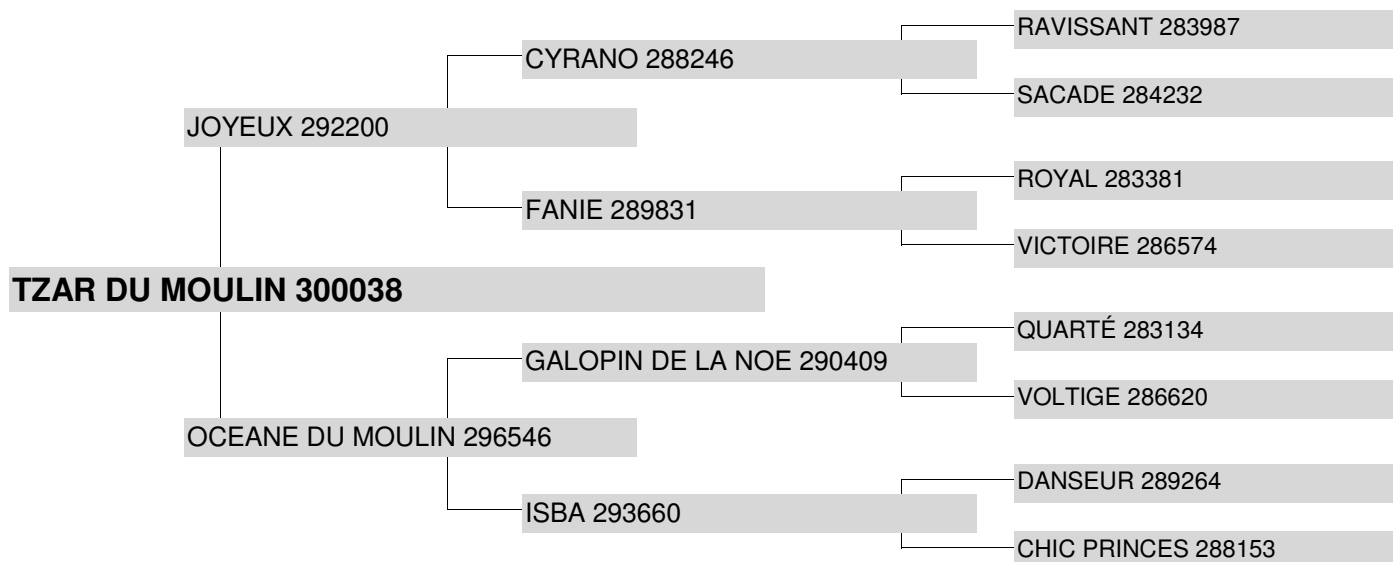 RAVISSANT 283987
CYRANO 288246
SACADE 284232
JOYEUX 292200
ROYAL 283381
FANIE 289831
VICTOIRE 286574
TZAR DU MOULIN 300038
QUARTÉ 283134
GALOPIN DE LA NOE 290409
VOLTIGE 286620
OCEANE DU MOULIN 296546
DANSEUR 289264
ISBA 293660
CHIC PRINCES 288153